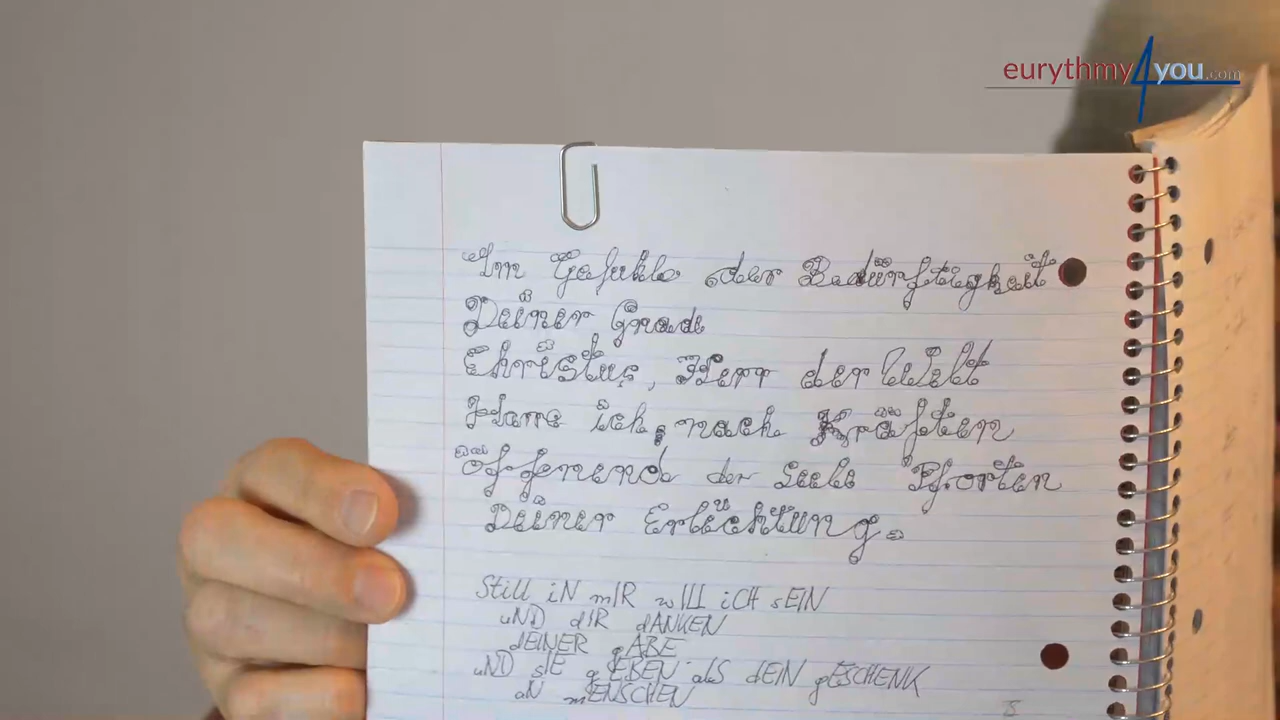 eurythmy4you.com
Im Gefühle der Bedürftigkeit
Deiner Gnade
Christus, Herr der Welt
Harre ich, nach Kräften
Öffnend der Seele Pforten
Deiner Erleuchtung.
Still iN mIR wIll iCH sEIN
uND dIR dANKEN
dEINER gABE
uND sIE gEBEN alS dEIN gESCHENK
aN mENSCHEN